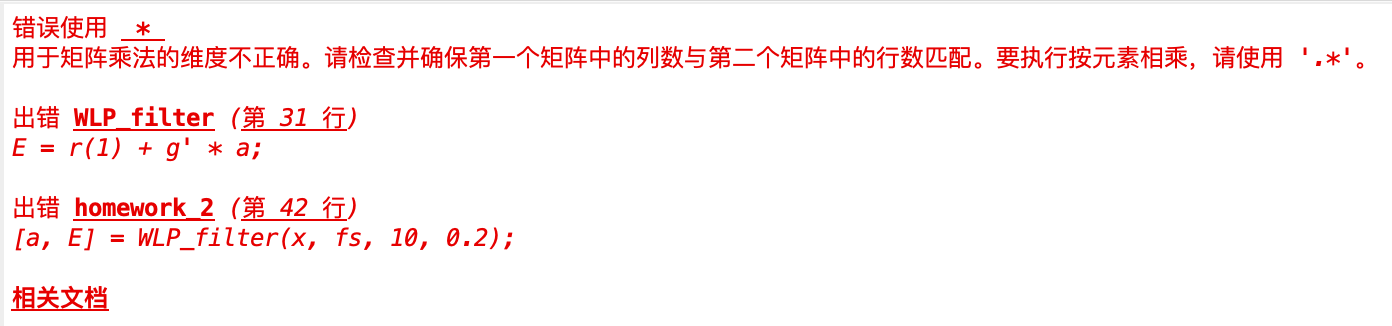 错误使用  *
用于矩阵乘法的维度不正确。请检查并确保第一个矩阵中的列数与第二个矩阵中的行数匹配。要执行按元素相乘，请使用 '.*'。
出错 WLP_filter (第 31 行)
E = r(1) + g' * a;
出错 homework_2 (第 42 行)
[a, E] = WLP_filter(x, fs, 10, 0.2);
相关文档